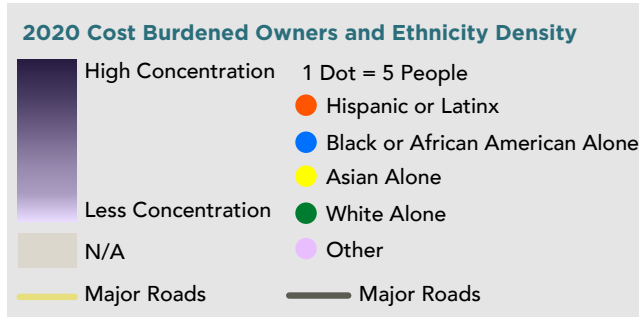 2020 Cost Burdened Owners and Ethnicity Density
High Concentration
Less Concentration
N/A
Major Roads
1 Dot = 5 People
Hispanic or Latinx
Black or African American Alone
Asian Alone
White Alone
Other
Major Roads